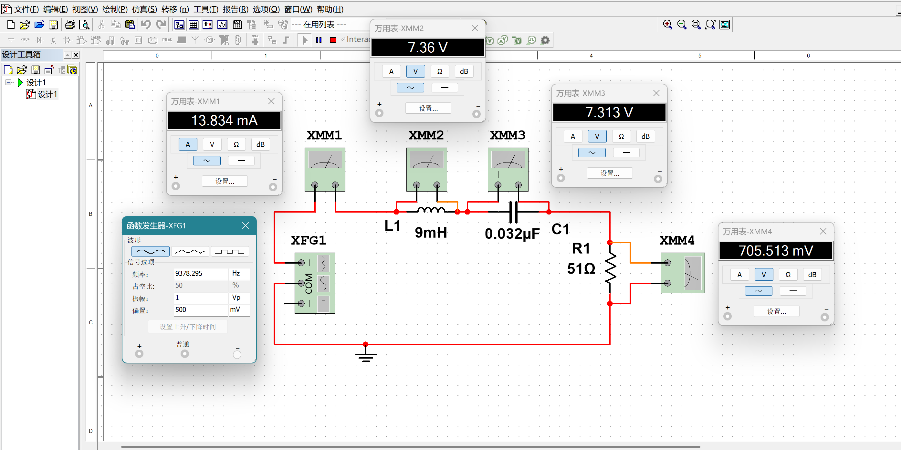 文件(F) 编辑(E) 视图(V) 绘制(P) 仿真(S) 转移(n) 工具(T) 报告(R) 选项(O) 窗口(W) 帮助(H)
---生用列表---
Intera
设计工具箱
设计1
设计1
0
4
6
A
B
C
D
万用表 XMM2
7.36 V
A V Ω dB
设置...
万用表 XMM1
13.834 mA
A V Ω dB
设置...
万用表 XMM3
7.313 V
A V Ω dB
设置...
XMM1
XMM2
XMM3
L1
9mH
0.032µF
C1
函数发生器-XFG1
波形
信号选项
频率: 9378.295 Hz
占空比: 50 %
振幅: 1 Vp
偏置: 500 mV
设置上升/下降时间
普通
XFG1
COM
R1
51Ω
XMM4
万用表-XMM4
705.513 mV
A V Ω dB
设置...